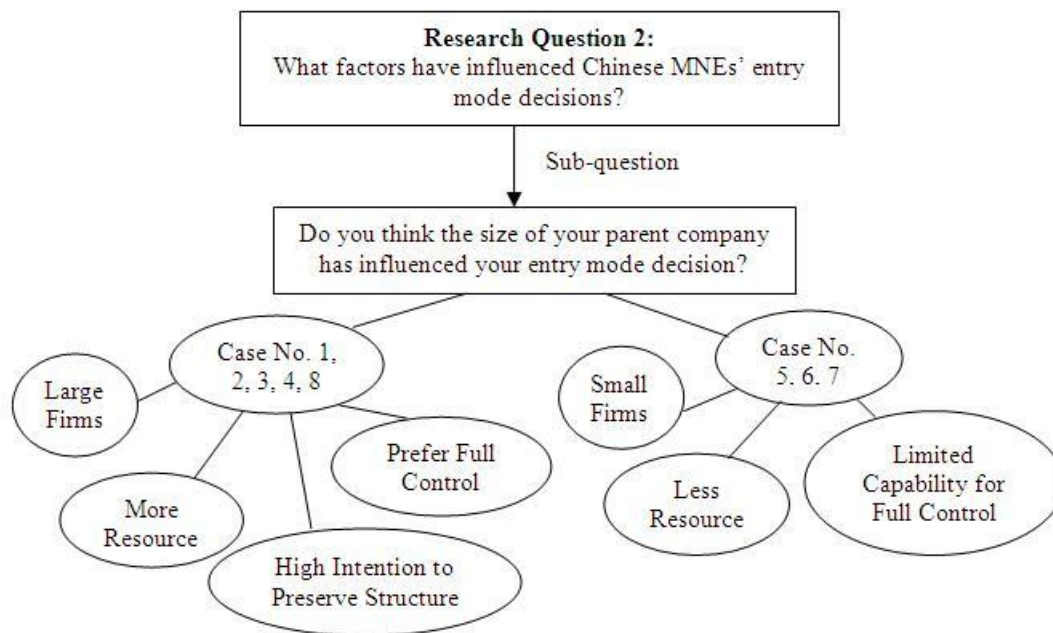 Research Question 2:
What factors have influenced Chinese MNEs’ entry
mode decisions?
Sub-question
Do you think the size of your parent company
has influenced your entry mode decision?
Case No. 1,
2, 3, 4, 8
Large
Firms
More
Resource
High Intention to
Preserve Structure
Prefer Full
Control
Case No.
5. 6. 7
Small
Firms
Less
Resource
Limited
Capability for
Full Control